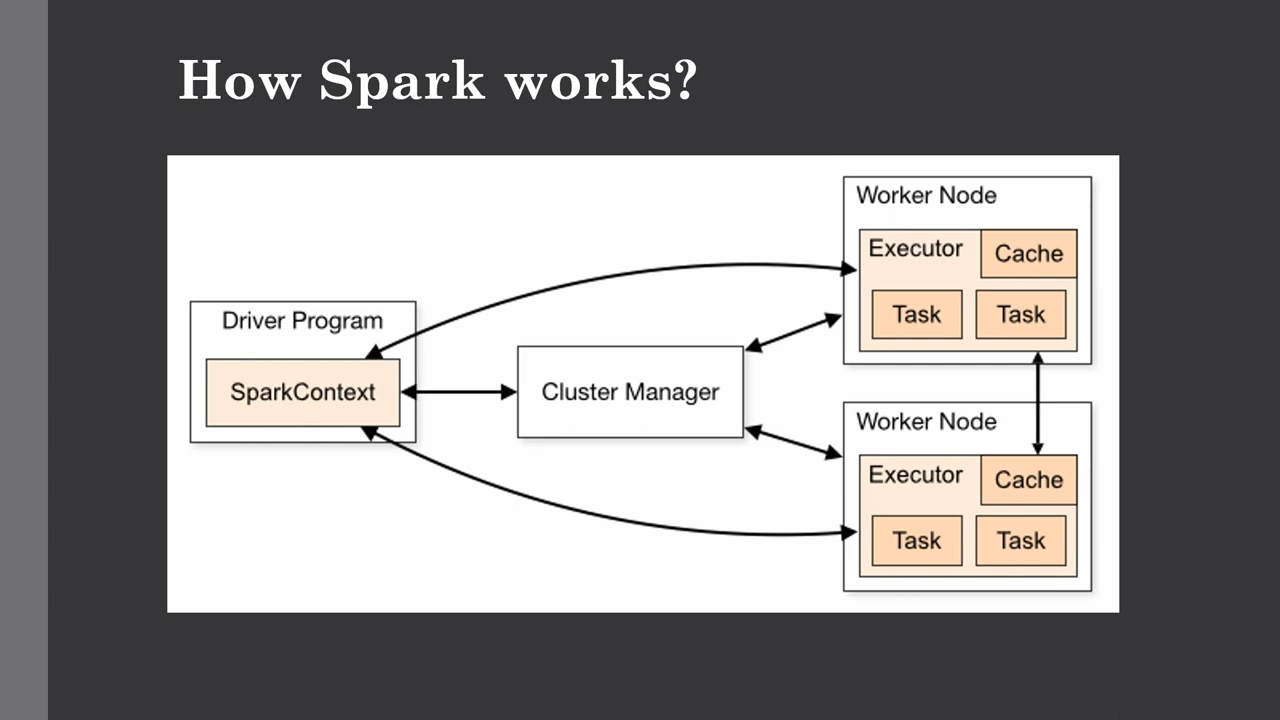 How Spark works?
Driver Program
SparkContext
Cluster Manager
Worker Node
Executor
Cache
Task
Task
Worker Node
Executor
Cache
Task
Task